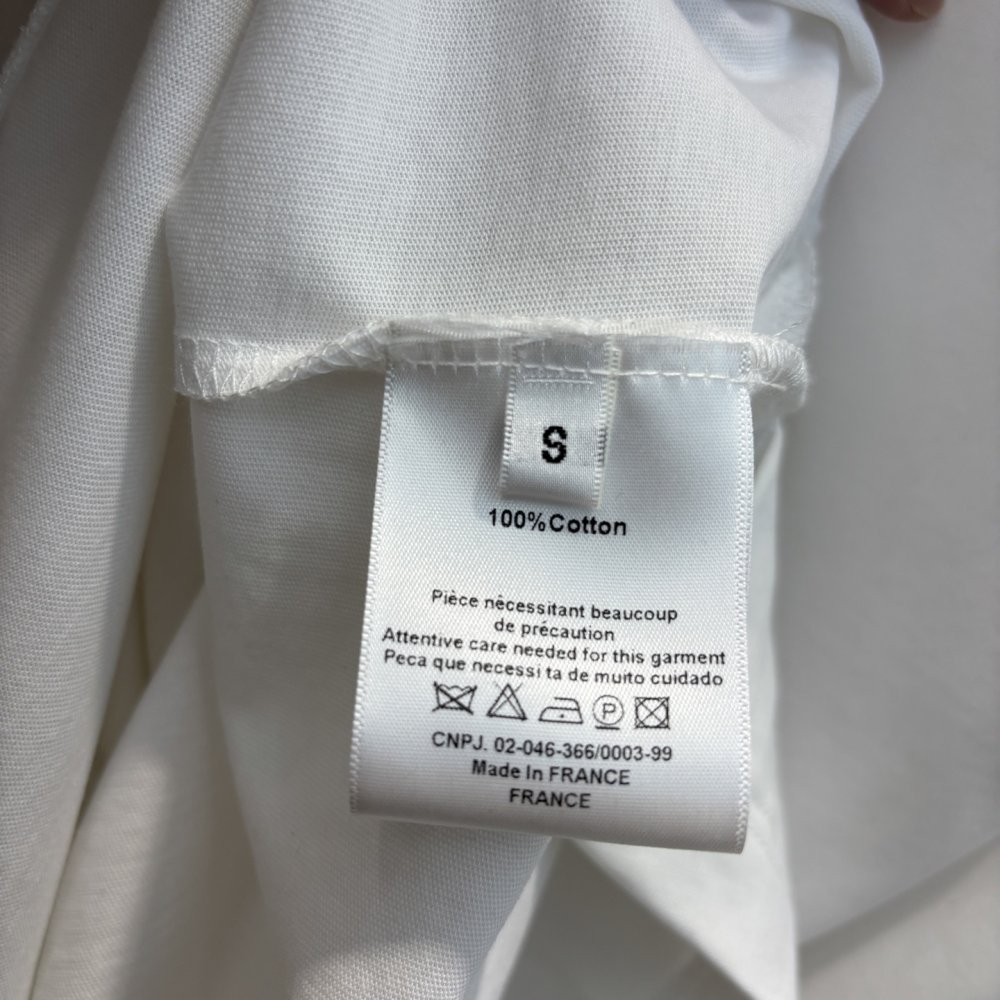 S
100%Cotton
Pièce nècessitant beaucoup
de précaution
Attentive care needed for this garment
Peca que necessi ta de muito cuidado
P
CNPJ. 02-046-366/0003-99
Made In FRANCE
FRANCE